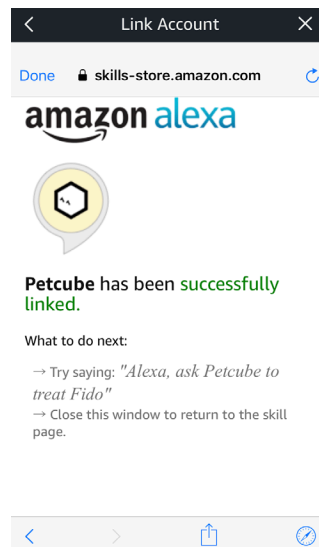 Link Account
Done skills-store.amazon.com
amazon alexa
Petcube has been successfully
linked.
What to do next:
→ Try saying: "Alexa, ask Petcube to
treat Fido"
→ Close this window to return to the skill
page.